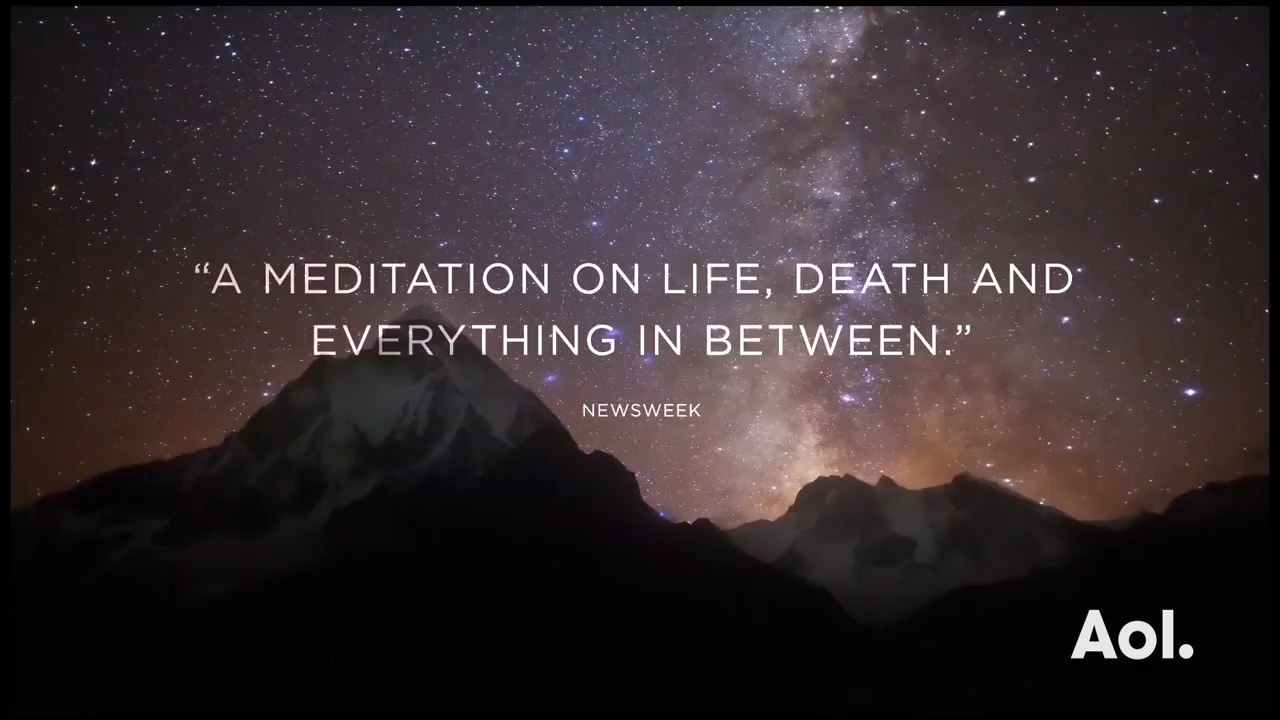 “A MEDITATION ON LIFE, DEATH AND
EVERYTHING IN BETWEEN.”
NEWSWEEK
Aol.